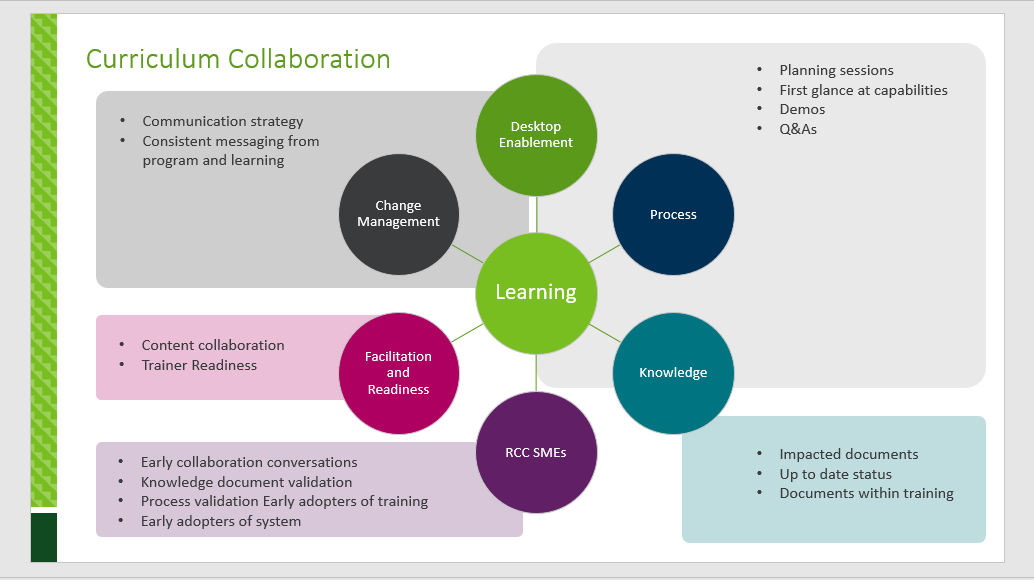 Curriculum Collaboration
• Communication strategy
• Consistent messaging from
program and learning
• Planning sessions
• First glance at capabilities
• Demos
• Q&As
Desktop
Enablement
Change
Management
Process
Learning
• Content collaboration
• Trainer Readiness
Facilitation
and
Readiness
Knowledge
RCC SMEs
• Early collaboration conversations
• Knowledge document validation
• Process validation Early adopters of training
• Early adopters of system
• Impacted documents
• Up to date status
• Documents within training